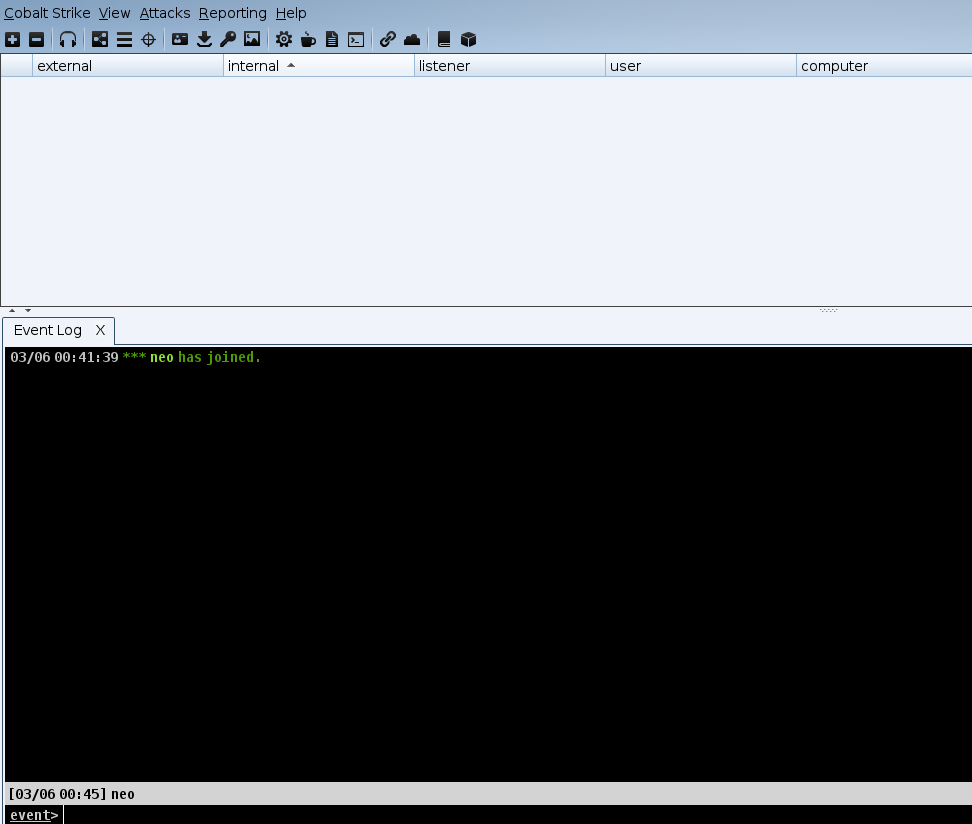 Cobalt Strike View Attacks Reporting Help
external internal listener user computer
Event Log X
03/06 00:41:39 *** neo has joined.
[03/06 00:45] neo
event>